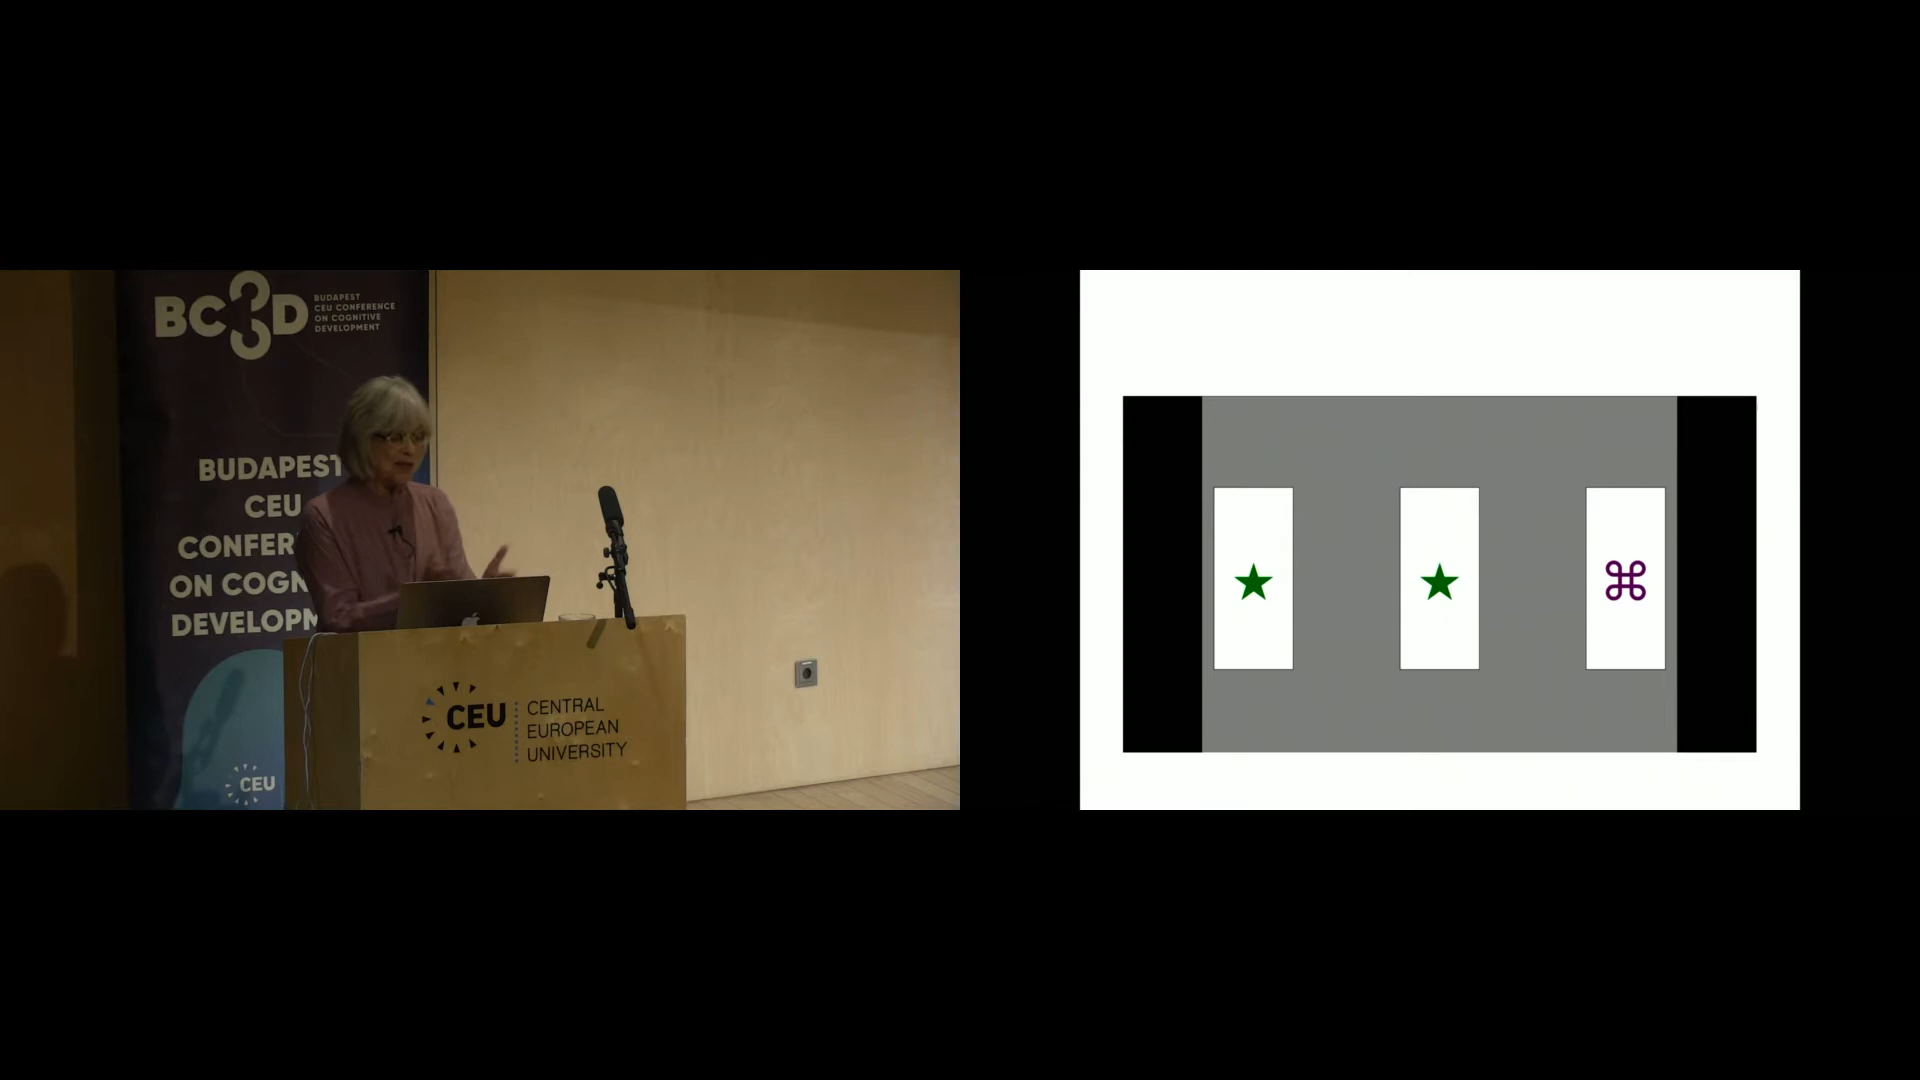 BC3D
BUDAPEST
CEU CONFERENCE
ON COGNITIVE
DEVELOPMENT
BUDAPEST
CEU
CONFER
ON COGN
DEVELOPM
CEU
CEU
CENTRAL
EUROPEAN
UNIVERSITY